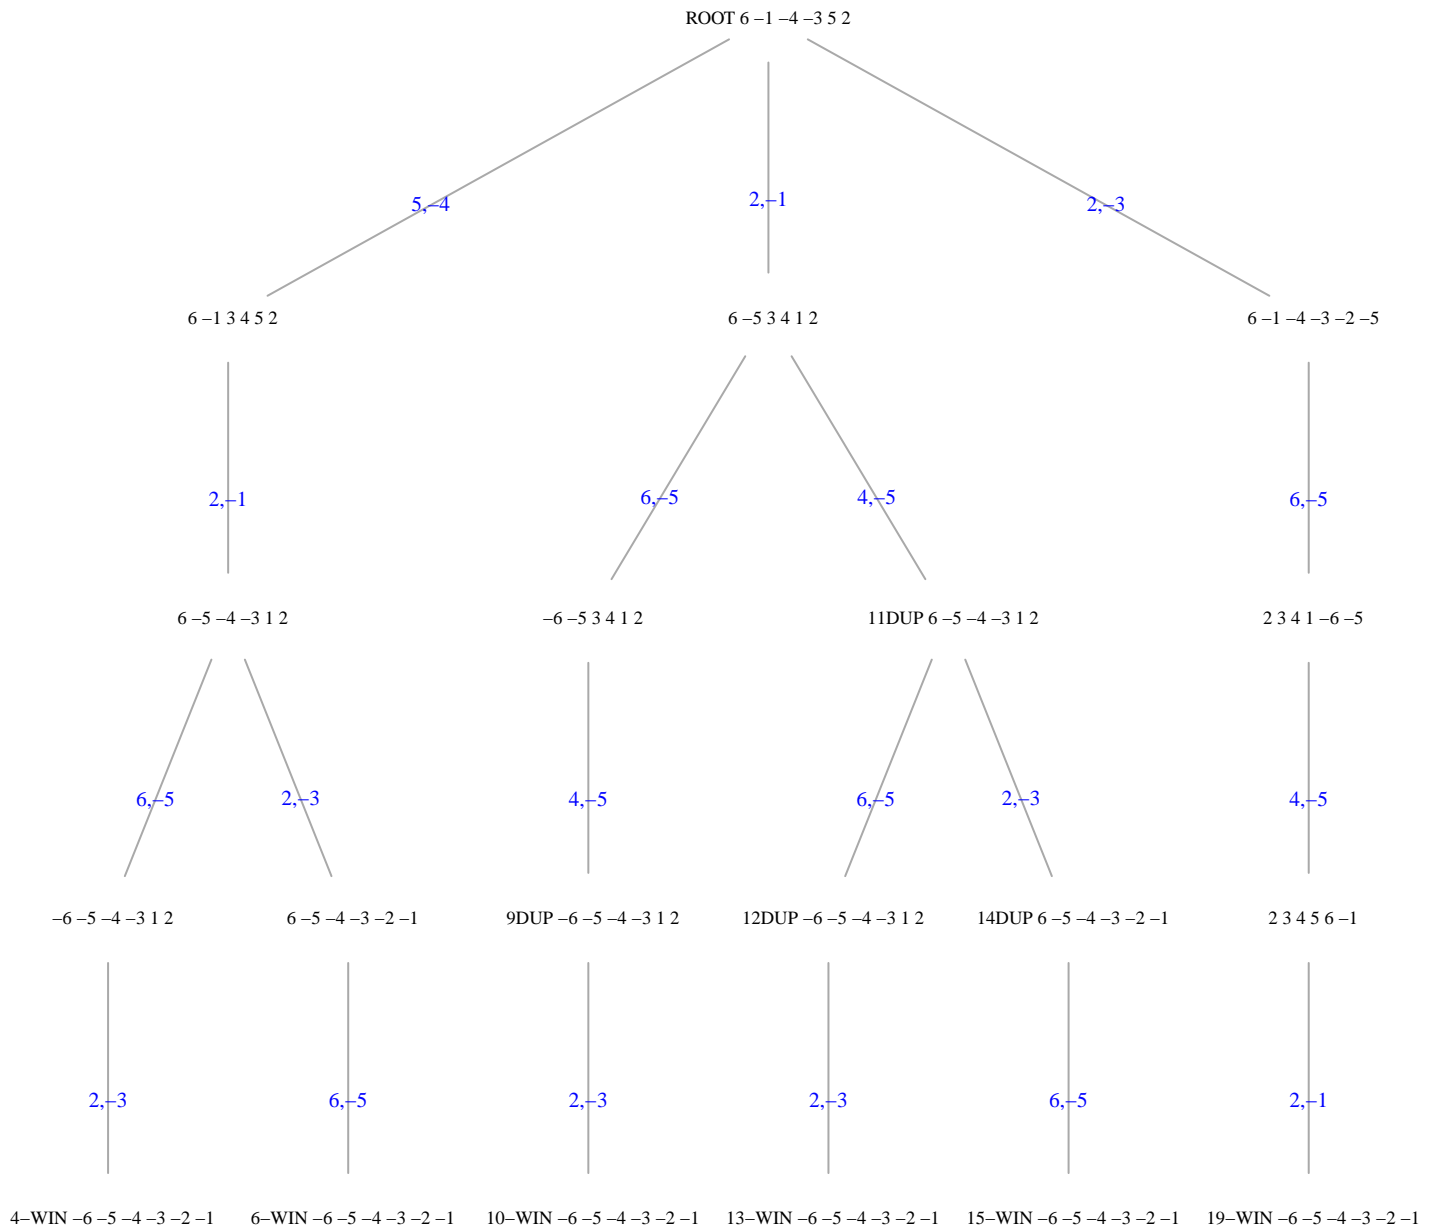 ROOT 6 –1 –4 –3 5 2
5,–4
2,–1
2,–3
6 –1 3 4 5 2
6 –5 3 4 1 2
6 –1 –4 –3 –2 –5
2,–1
6,–5
4,–5
6,–5
6 –5 –4 –3 1 2
–6 –5 3 4 1 2
11DUP 6 –5 –4 –3 1 2
2 3 4 1 –6 –5
6,–5
2,–3
4,–5
6,–5
2,–3
4,–5
–6 –5 –4 –3 1 2
6 –5 –4 –3 –2 –1
9DUP –6 –5 –4 –3 1 2
12DUP –6 –5 –4 –3 1 2
14DUP 6 –5 –4 –3 –2 –1
2 3 4 5 6 –1
2,–3
6,–5
2,–3
2,–3
6,–5
2,–1
4–WIN –6 –5 –4 –3 –2 –1
6–WIN –6 –5 –4 –3 –2 –1
10–WIN –6 –5 –4 –3 –2 –1
13–WIN –6 –5 –4 –3 –2 –1
15–WIN –6 –5 –4 –3 –2 –1
19–WIN –6 –5 –4 –3 –2 –1